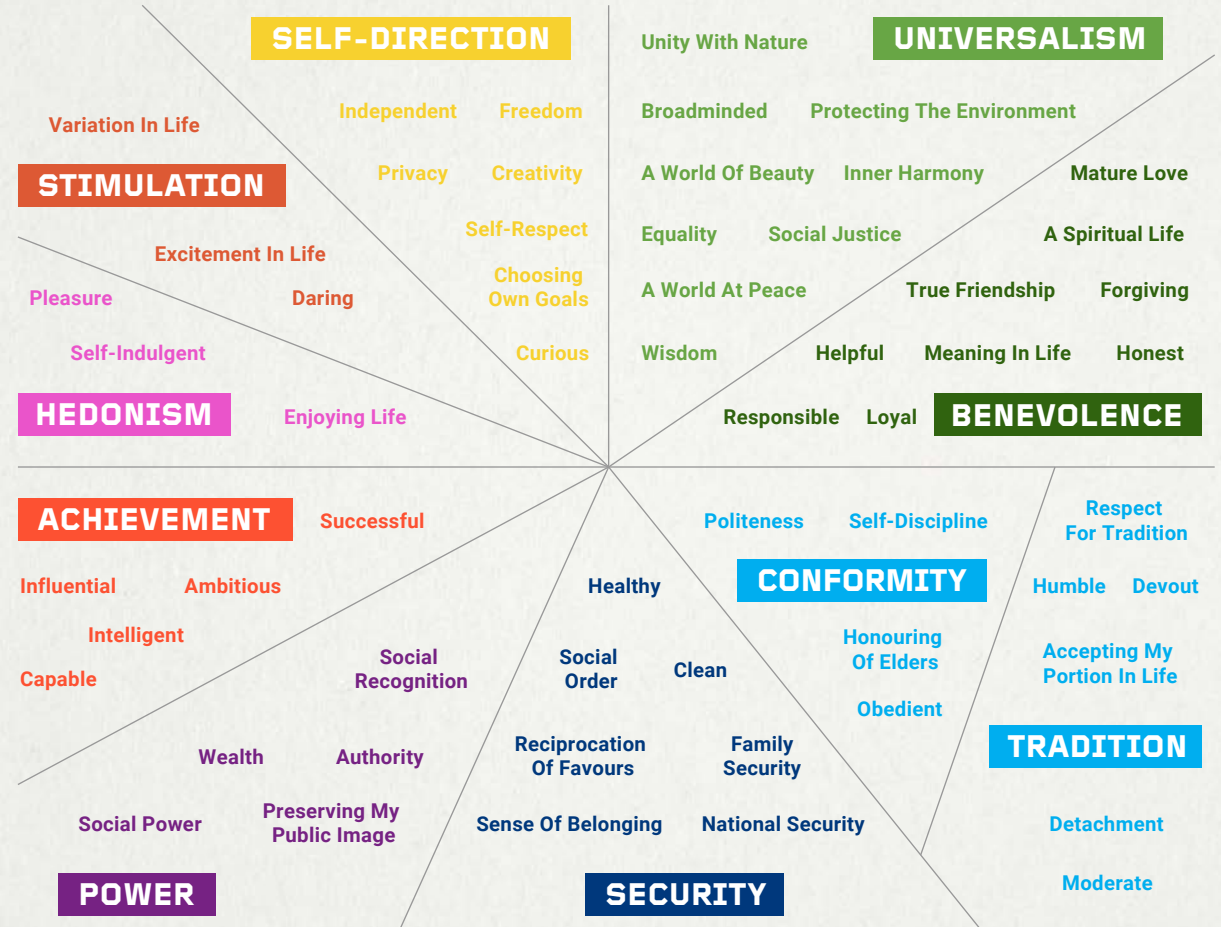 SELF-DIRECTION
Independent
Freedom
Privacy
Creativity
Self-Respect
Choosing
Own Goals
Curious
UNIVERSALISM
Unity With Nature
Broadminded
Protecting The Environment
A World Of Beauty
Inner Harmony
Equality
Social Justice
A World At Peace
Wisdom
Mature Love
A Spiritual Life
True Friendship
Forgiving
Helpful
Meaning In Life
Honest
Responsible
Loyal
BENEVOLENCE
Variation In Life
STIMULATION
Excitement In Life
Daring
Pleasure
Self-Indulgent
HEDONISM
Enjoying Life
ACHIEVEMENT
Successful
Influential
Ambitious
Intelligent
Capable
Social
Recognition
Wealth
Authority
Social Power
Preserving My
Public Image
POWER
Healthy
Social
Order
Clean
Reciprocation
Of Favours
Family
Security
Sense Of Belonging
National Security
SECURITY
Politeness
Self-Discipline
CONFORMITY
Honouring
Of Elders
Obedient
Respect
For Tradition
Humble
Devout
Accepting My
Portion In Life
TRADITION
Detachment
Moderate